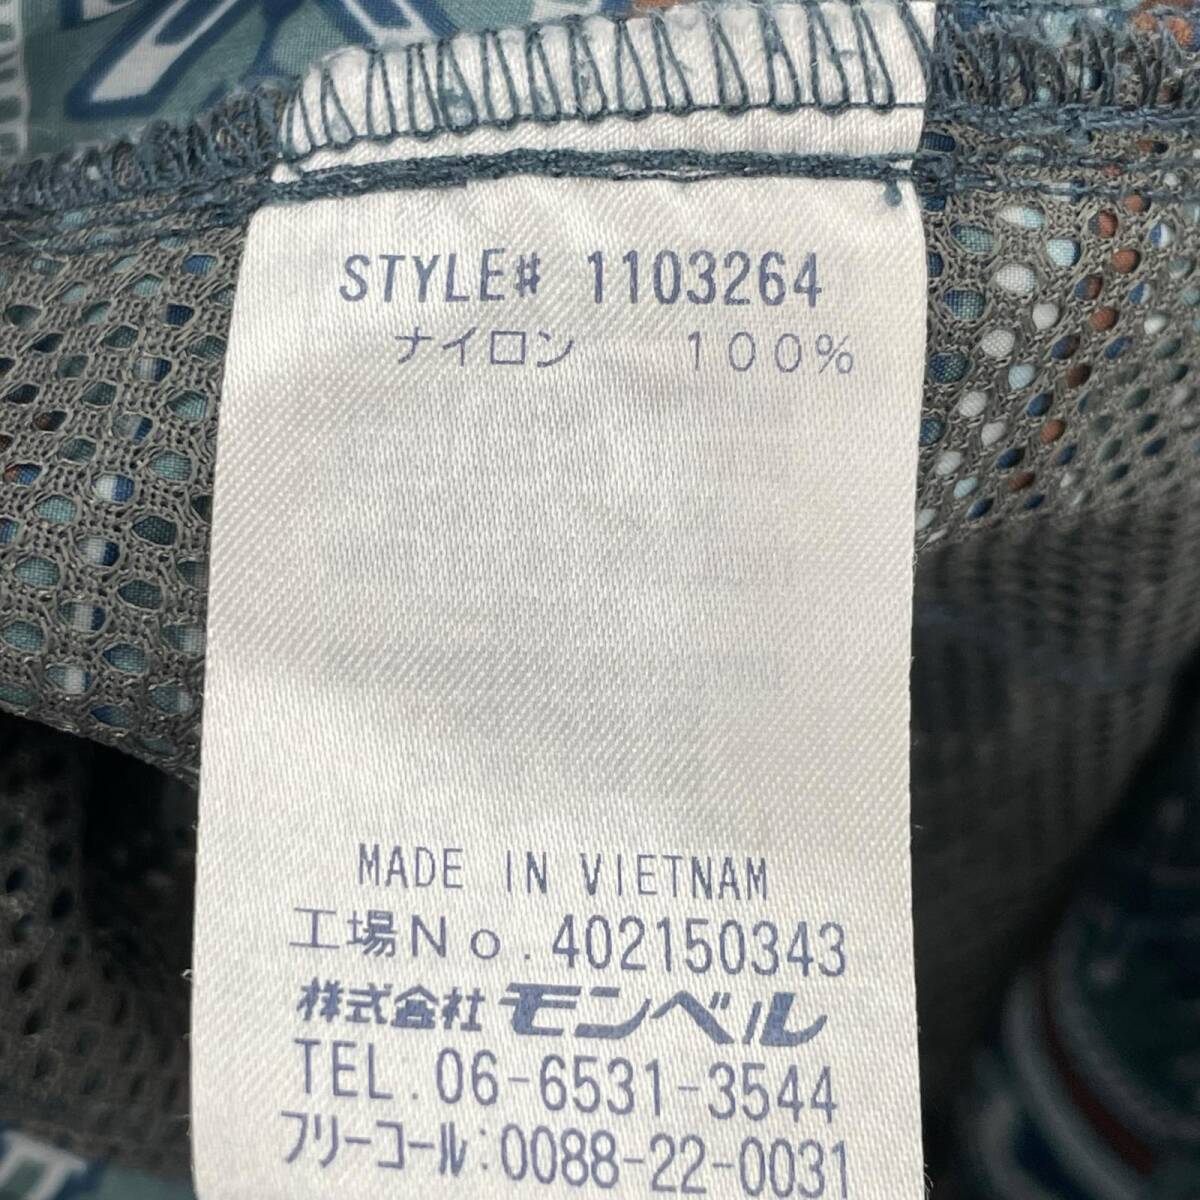 STYLE# 1103264
ナイロン 100%
MADE IN VIETNAM
工場No.402150343
株式会社モンベル
TEL.06-6531-3544
フリーコール:0088-22-0031